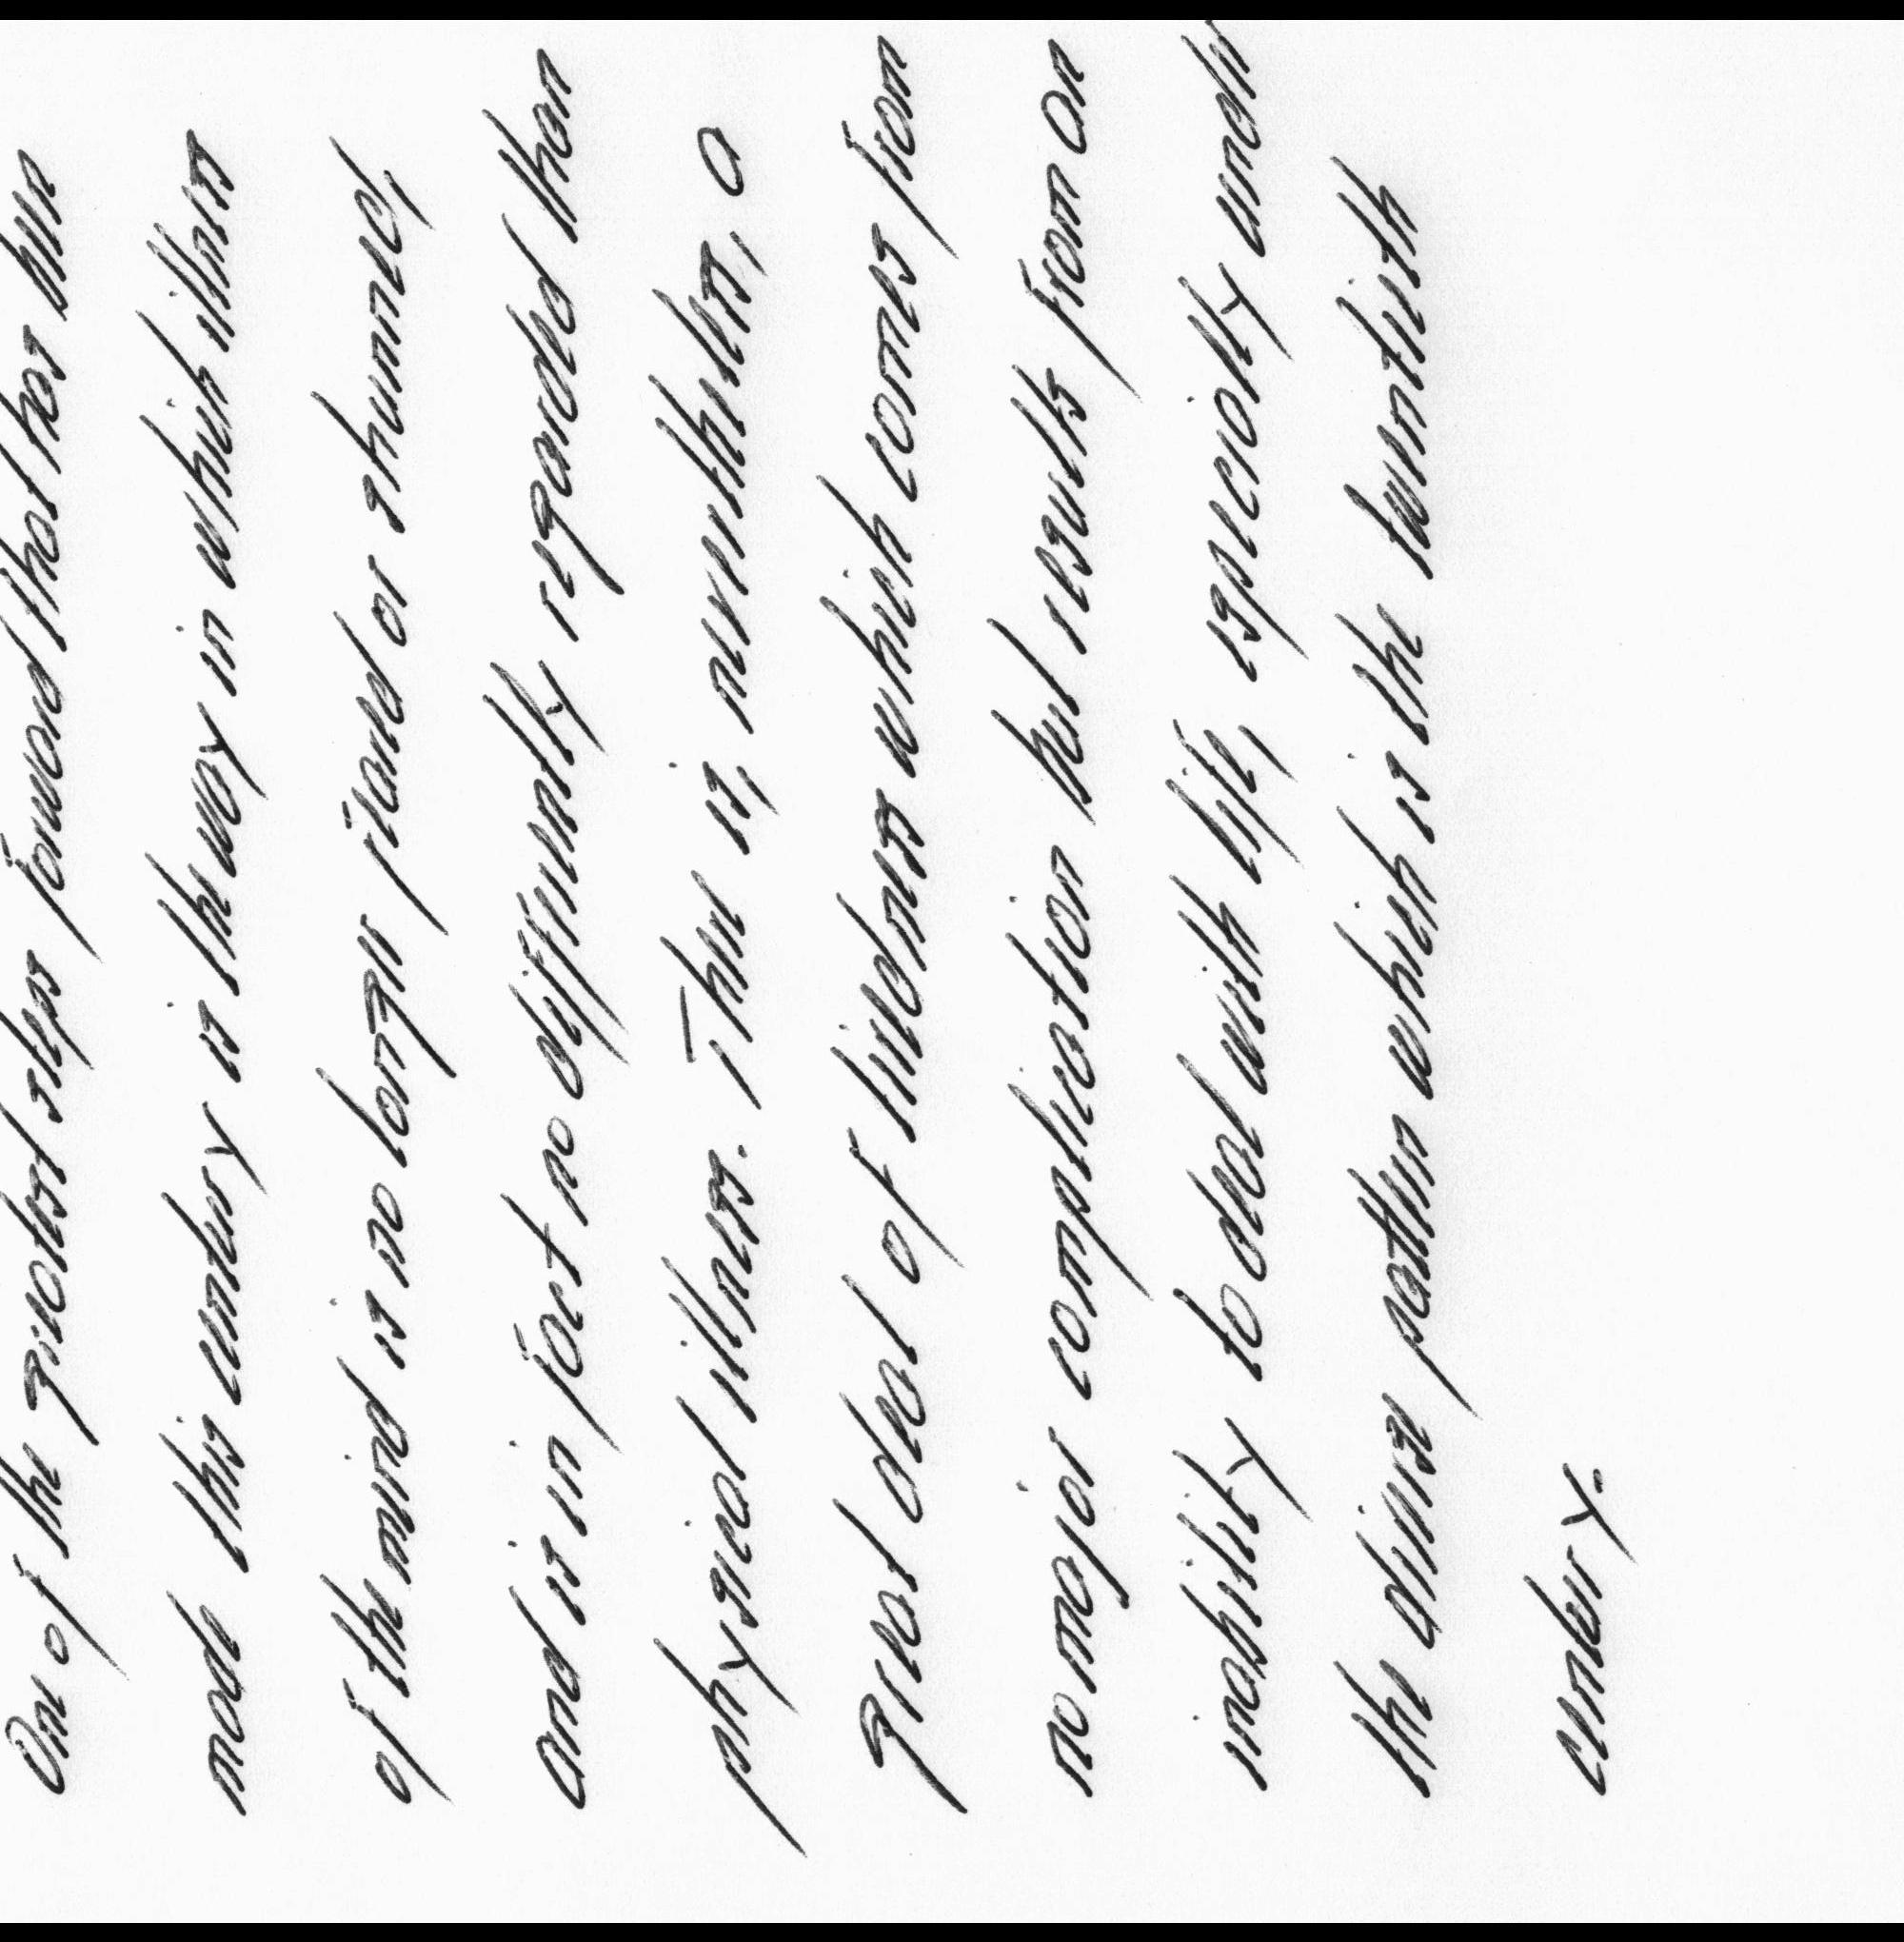 One of the greatest steps forward that has been
made this century is the way in which illness
of the mind is no longer feared or shunned,
and is in fact no differently regarded than
physical illness. There is, nevertheless, a
great deal of tiredness which comes from
no major complication but results from an
inability to deal with life, especially under
the diverse pattern which is the twentieth
century.